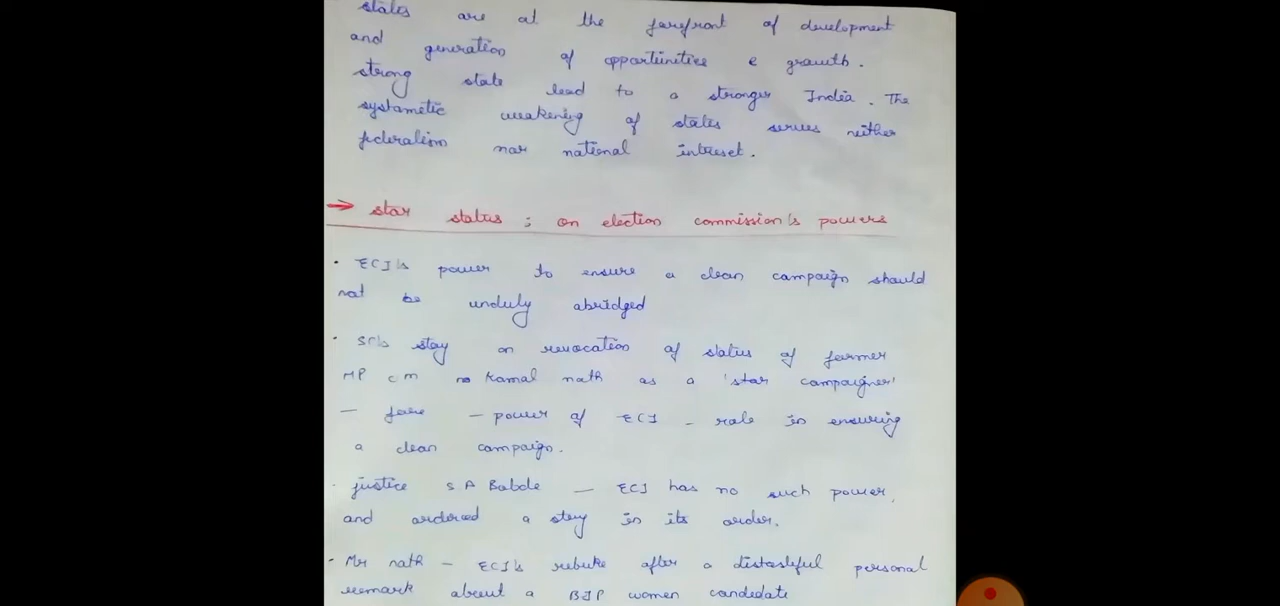 states are at the forefront of development
and generation of opportunities & growth.
strong state lead to a stronger India. The
systametic weakening of states serves neither
federalism nor national intreset.
→ star status ; on election commission's powers
• ECI's power to ensure a clean campaign should
not be unduly abridged
• SC's stay on revocation of status of former
MP cm Kamal nath as a 'star campaigner'
— power of ECI - role in ensuring
a clean campaign.
• justice S A Bobde — ECI has no such power,
and ordered a stay in its order.
• Mr nath — ECI's rebuke after a distasteful personal
remark about a BJP women candidate